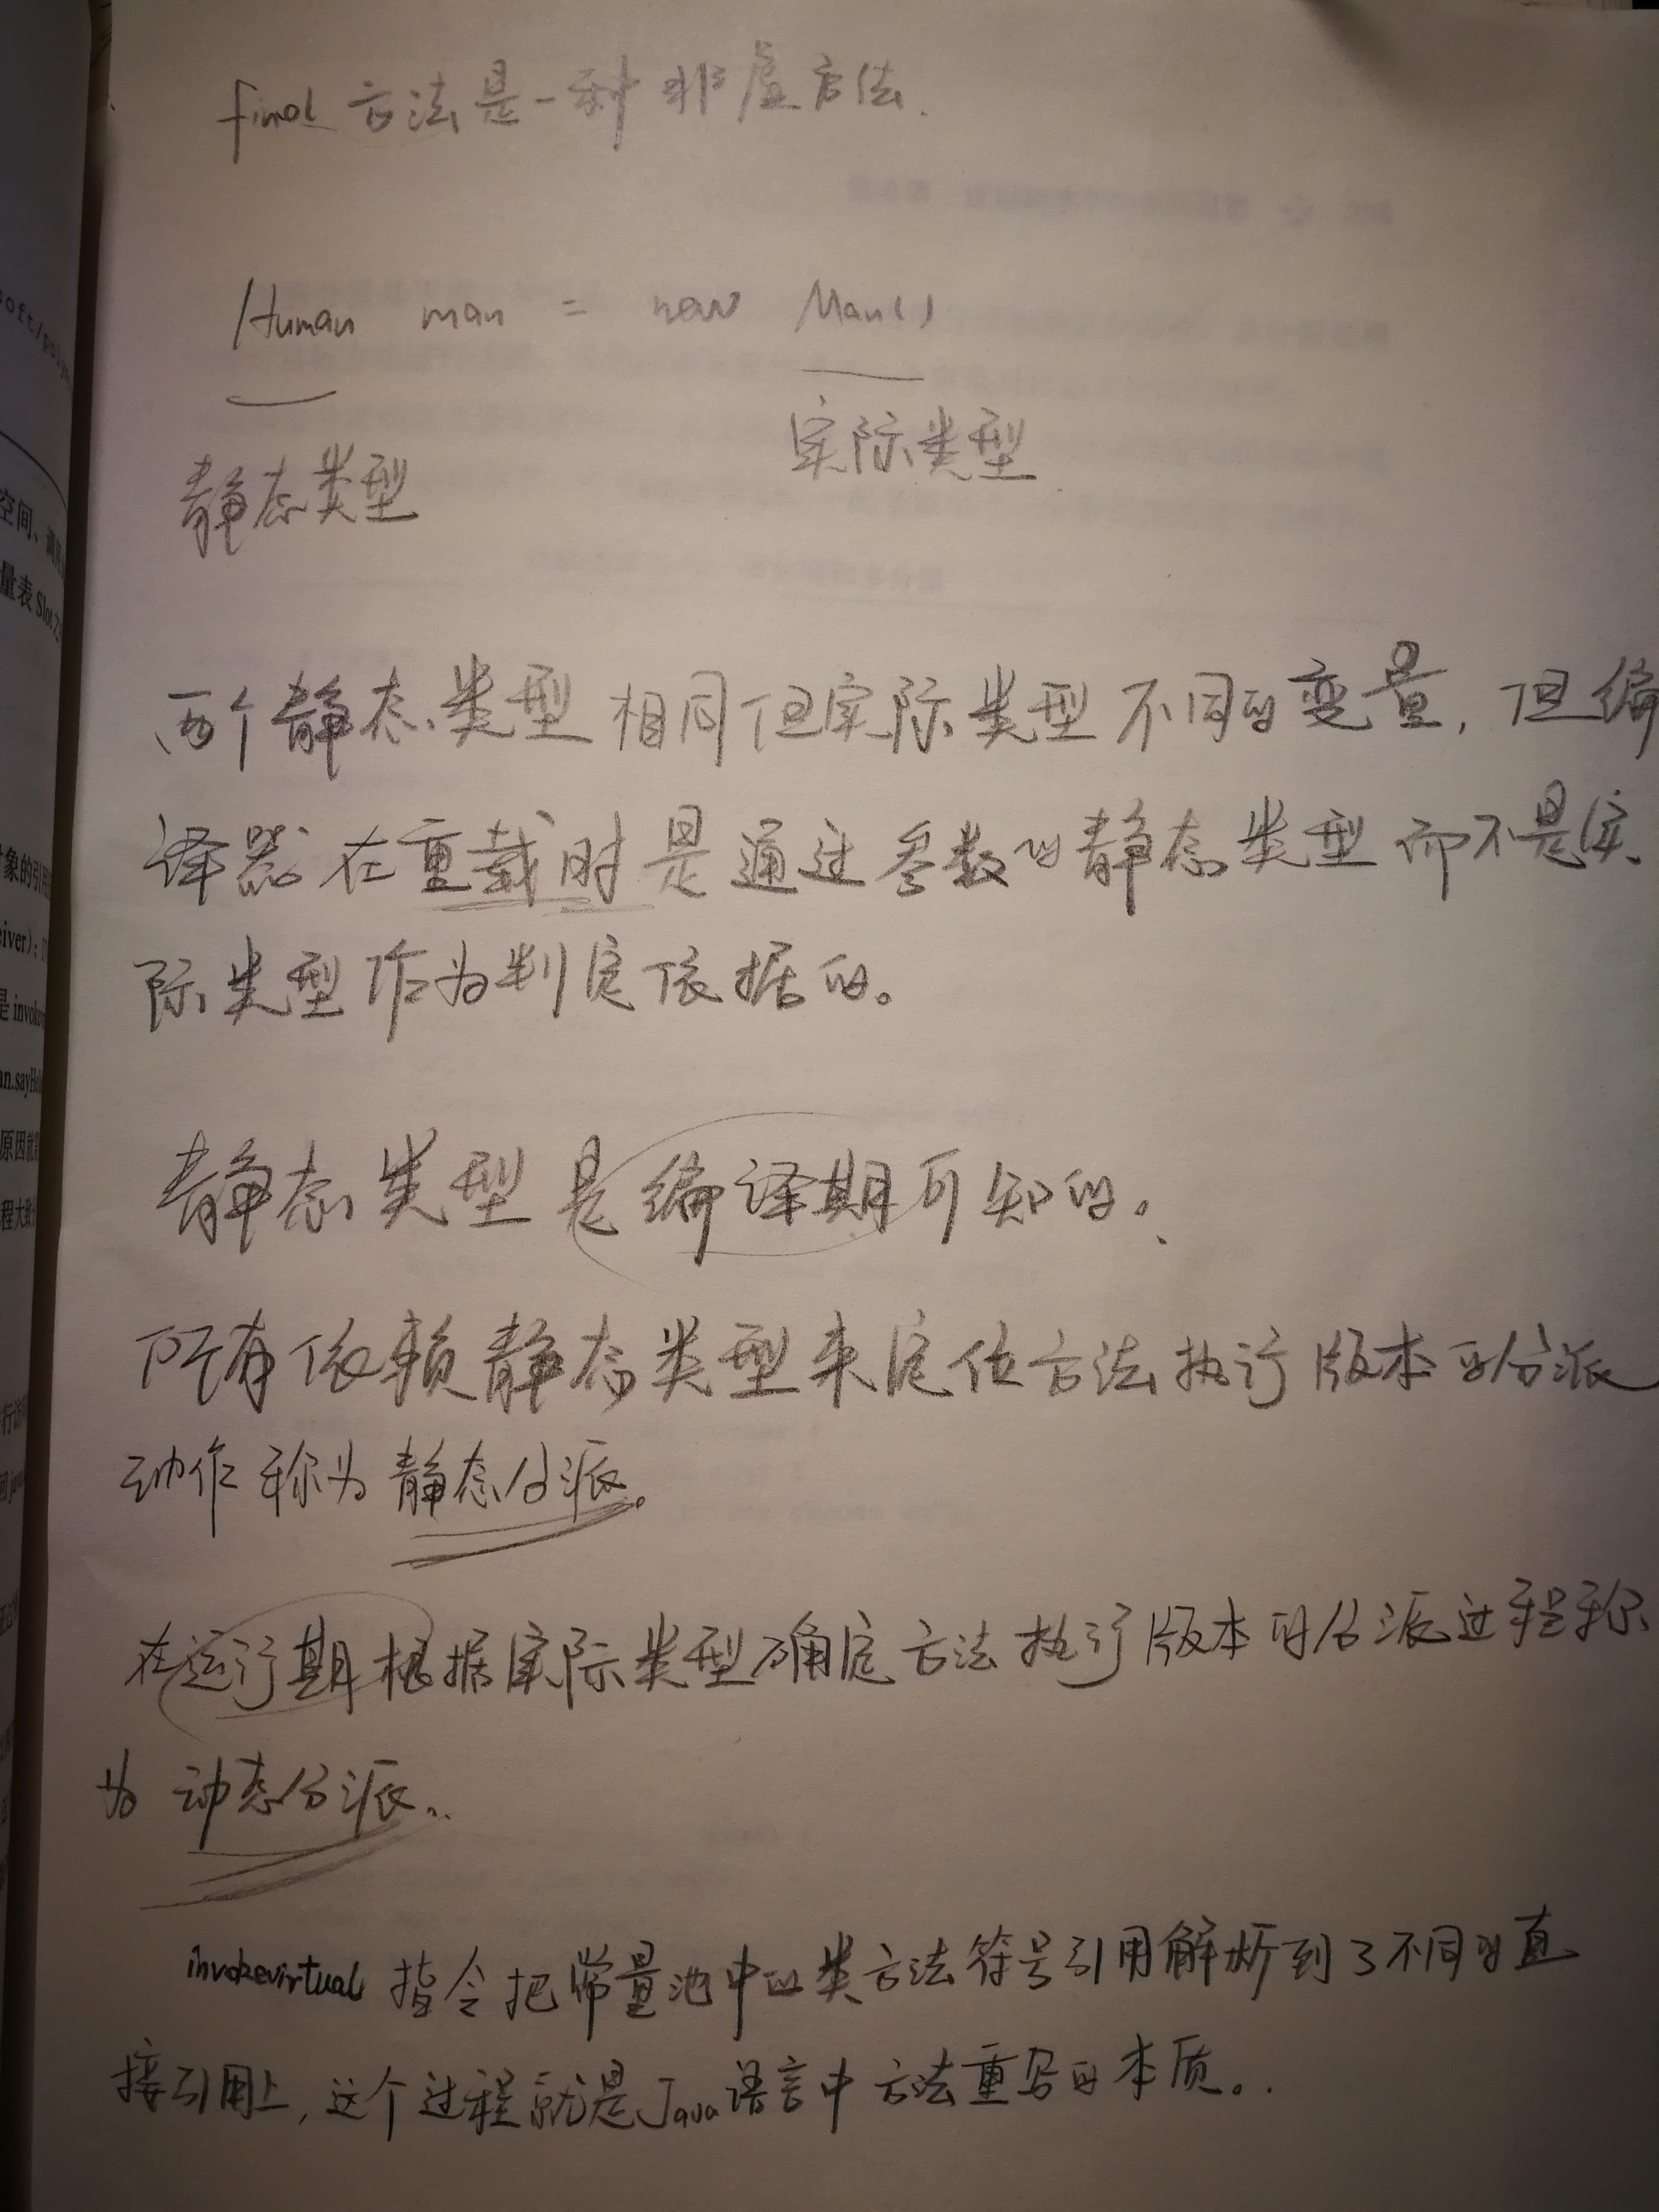 final 方法是一种非虚方法.
Human man = new Man()
实际类型
静态类型
两个静态类型相同但实际类型不同的变量, 但编
译器在重载时是通过参数的静态类型而不是实
际类型作为判定依据的。
静态类型是编译期可知的。
所有依赖静态类型来定位方法执行版本的分派
动作称为静态分派。
在运行期根据实际类型确定方法执行版本的分派过程称
为动态分派。
invokevirtual 指令把常量池中的类方法符号引用解析到了不同的直
接引用上, 这个过程就是Java语言中方法重写的本质。
空间、
量表 Slot
象的引用
eiver):
是 invoke
an.sayHell
原因就
程大致